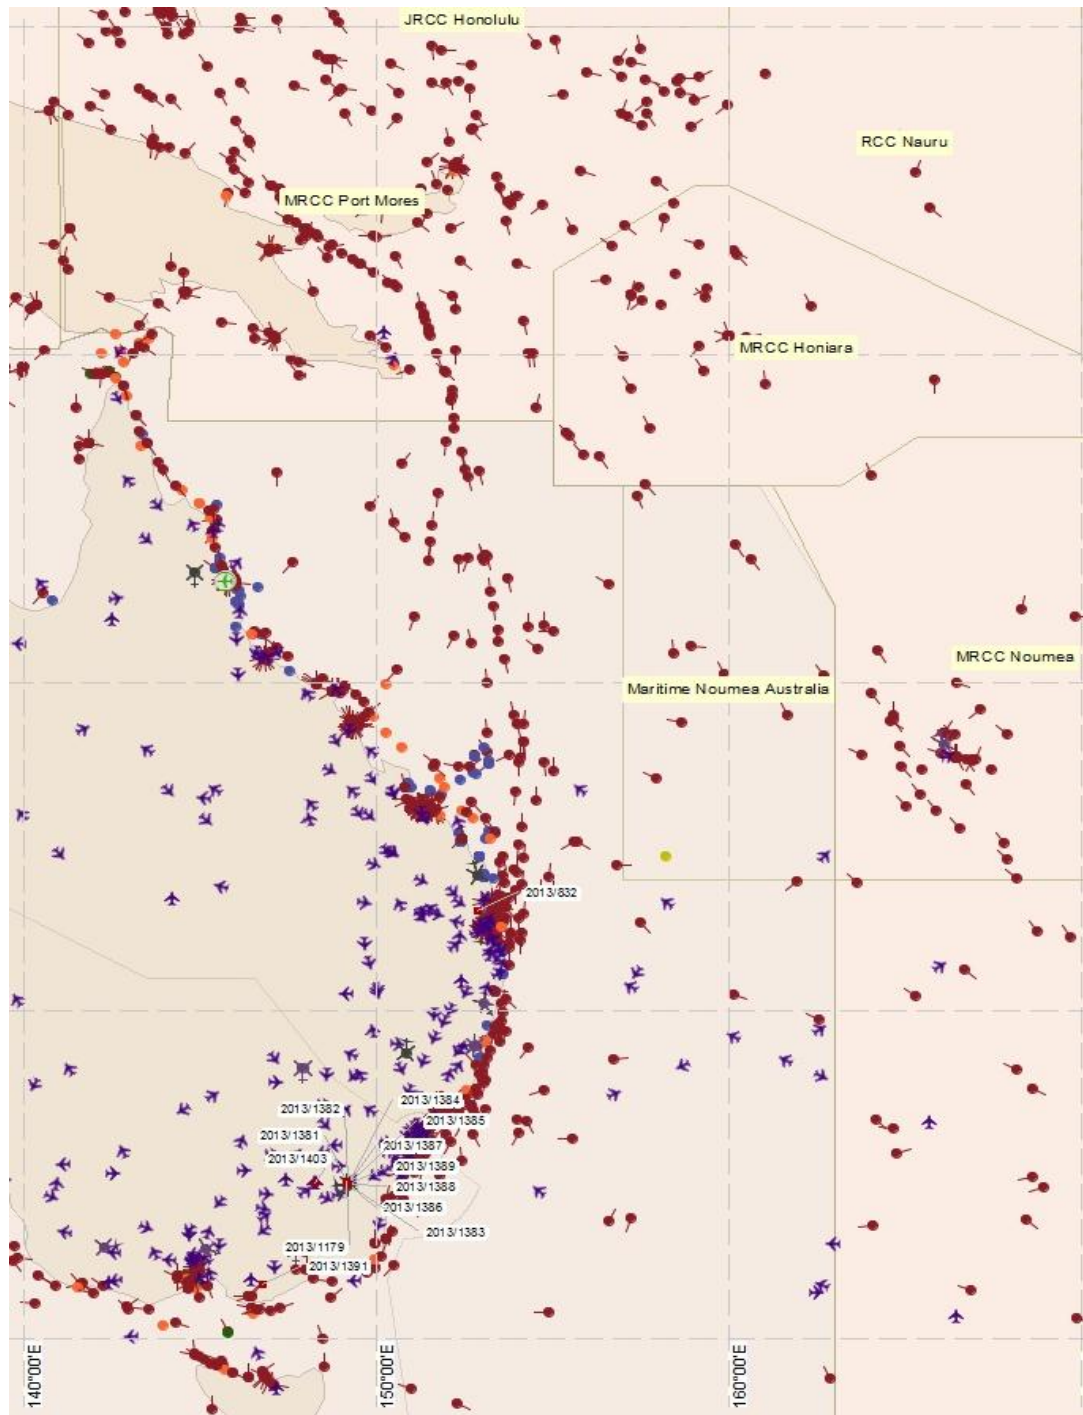 JRCC Honolulu
RCC Nauru
MRCC Port Mores
MRCC Honiara
MRCC Noumea
Maritime Noumea Australia
2013/832
2013/1384
2013/1382
2013/1385
2013/1381
2013/1387
2013/1403
2013/1389
2013/1388
2013/1386
2013/1383
2013/1179
2013/1391
140°00'E
150°00'E
160°00'E